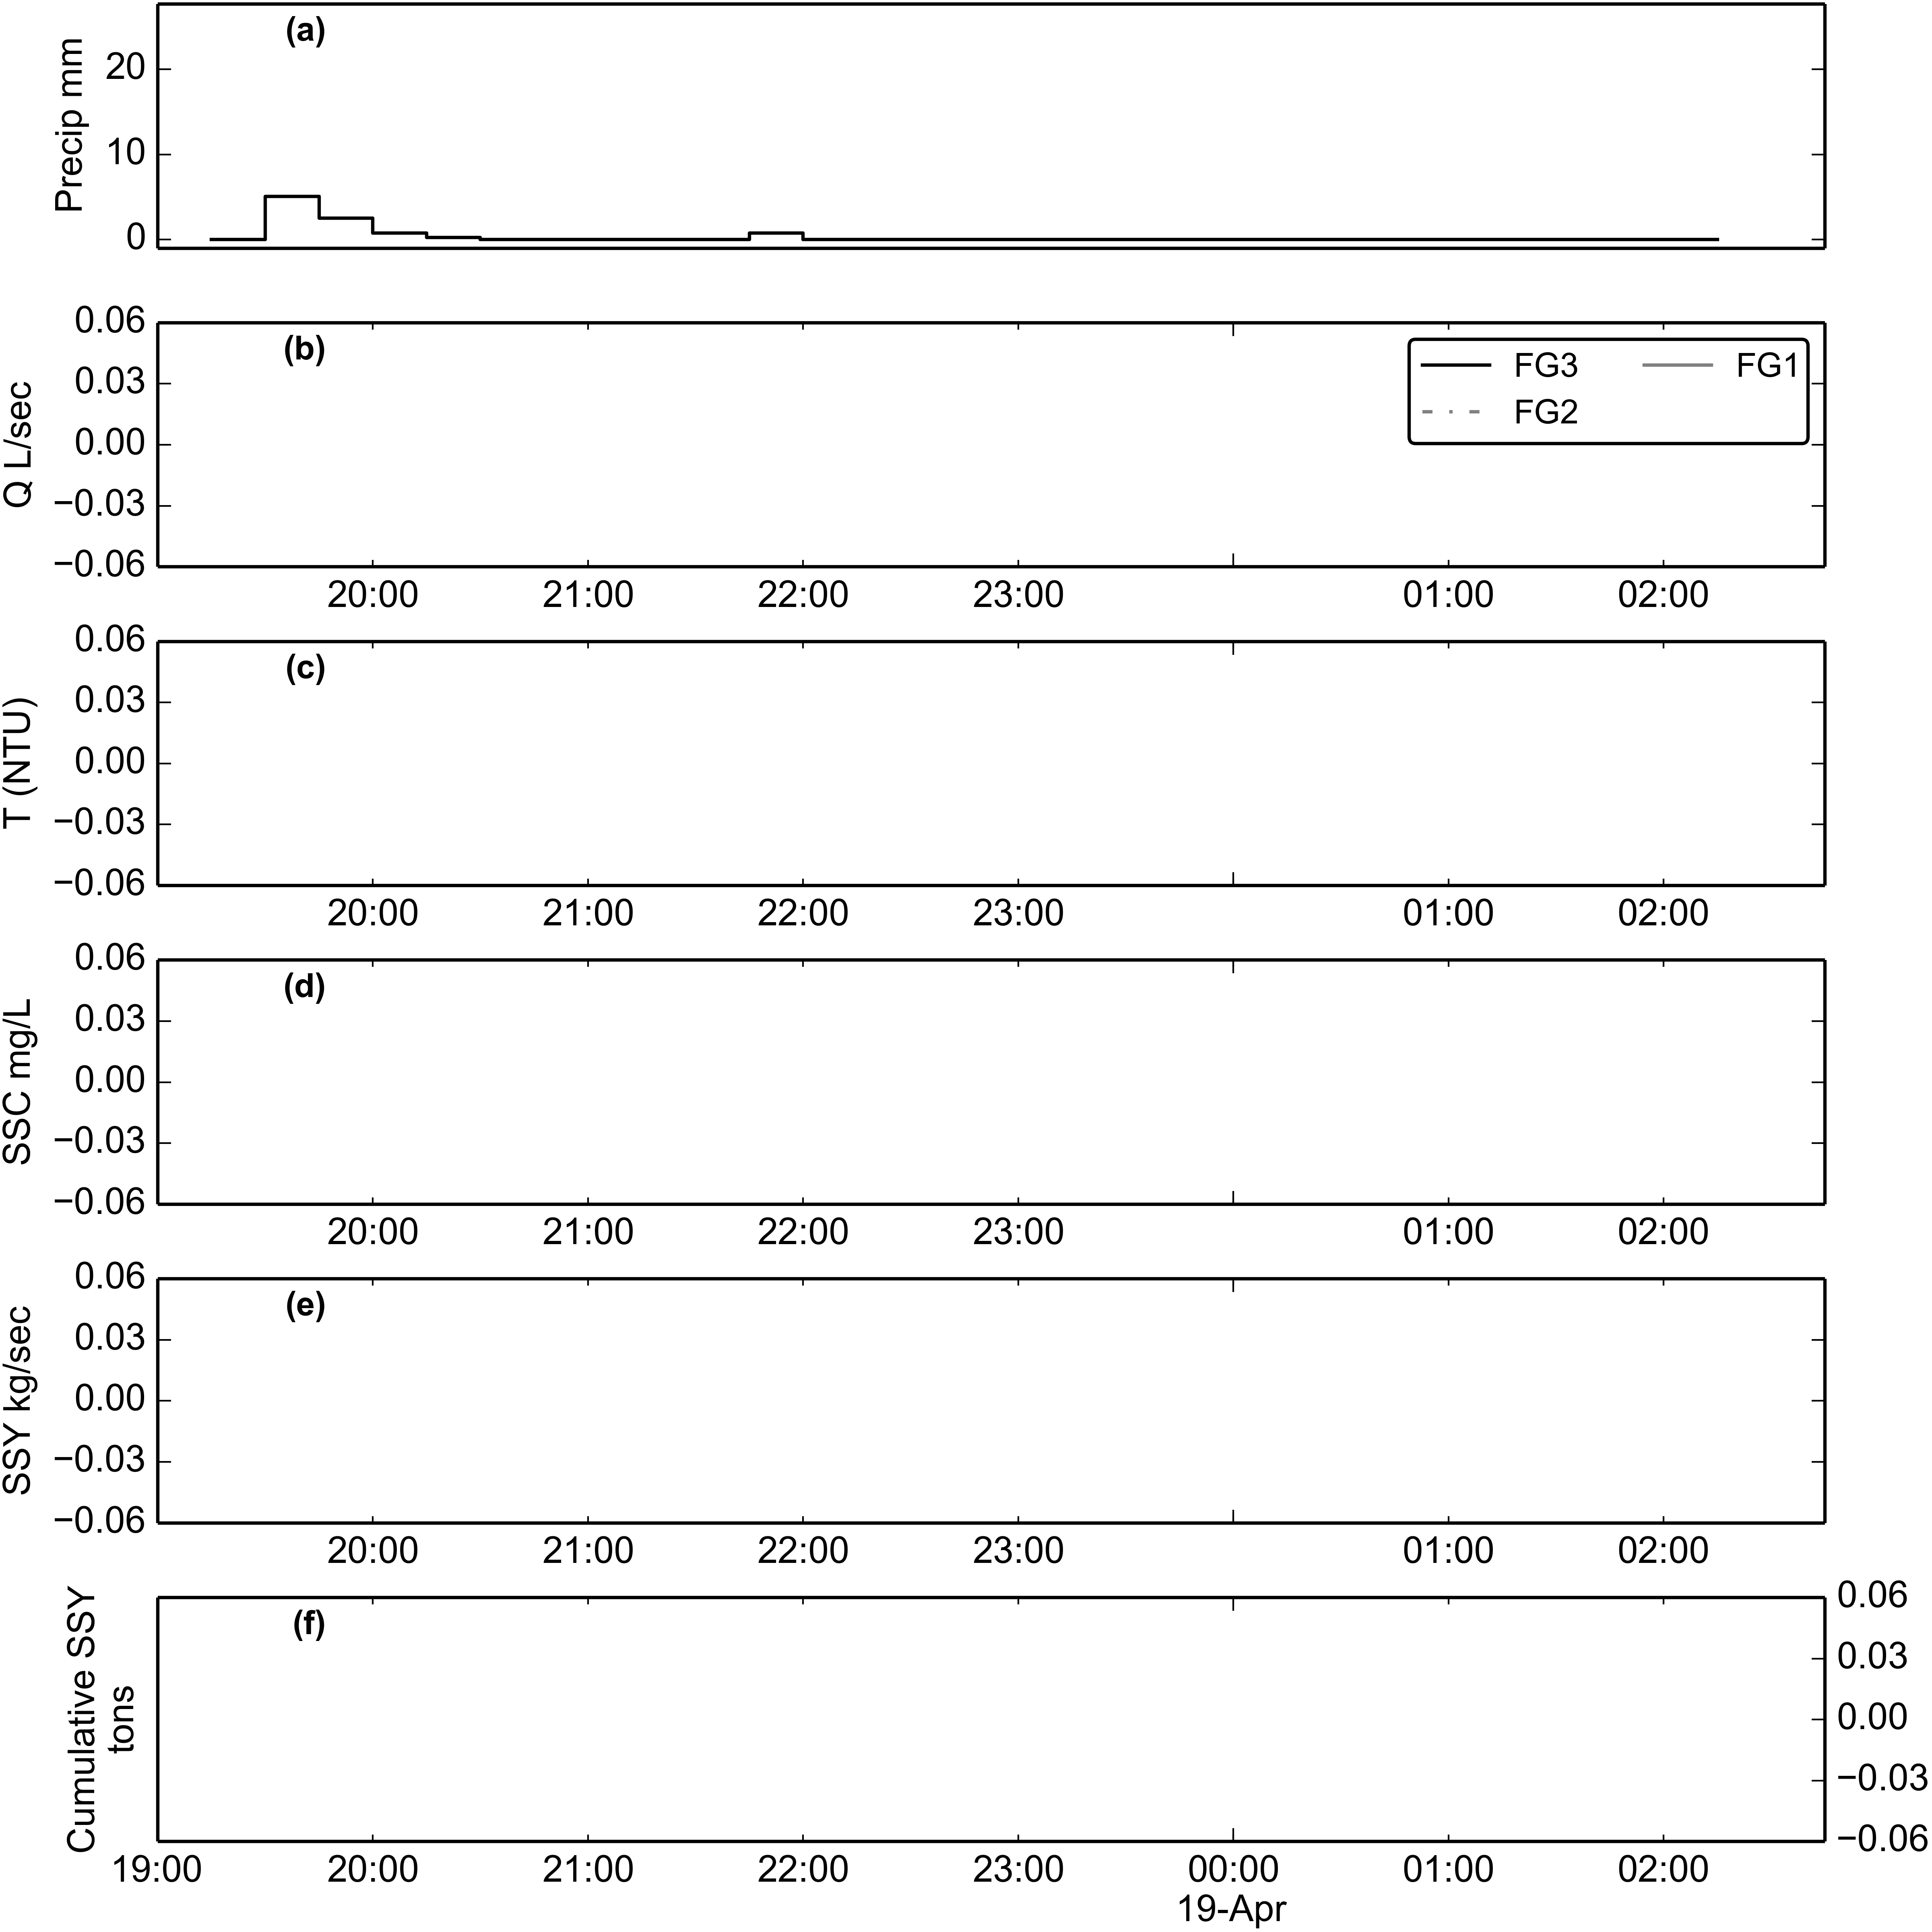 (a)
Precip mm
20
10
0
(b)
Q L/sec
0.06
0.03
0.00
−0.03
−0.06
FG3 FG1
FG2
20:00 21:00 22:00 23:00 01:00 02:00
(c)
T (NTU)
0.06
0.03
0.00
−0.03
−0.06
20:00 21:00 22:00 23:00 01:00 02:00
(d)
SSC mg/L
0.06
0.03
0.00
−0.03
−0.06
20:00 21:00 22:00 23:00 01:00 02:00
(e)
SSY kg/sec
0.06
0.03
0.00
−0.03
−0.06
20:00 21:00 22:00 23:00 01:00 02:00
(f)
Cumulative SSY
tons
0.06
0.03
0.00
−0.03
−0.06
19:00 20:00 21:00 22:00 23:00 00:00 01:00 02:00
19-Apr